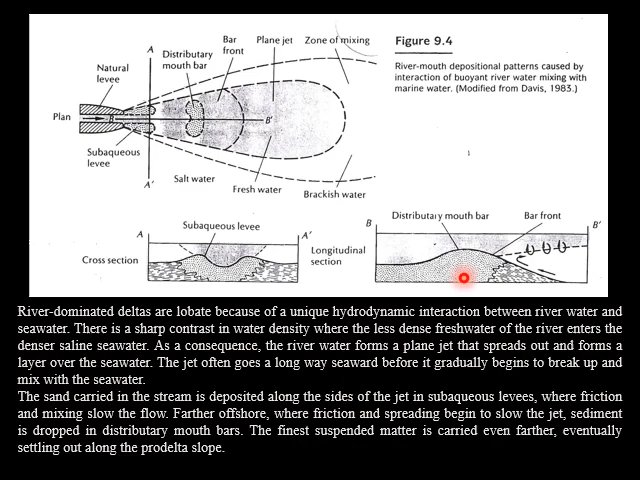 Figure 9.4
River-mouth depositional patterns caused by
interaction of buoyant river water mixing with
marine water. (Modified from Davis, 1983.)
A
Bar
front
Plane jet
Zone of mixing
Distributary
mouth bar
Natural
levee
Plan
B
B'
Subaqueous
levee
A'
Salt water
Fresh water
Brackish water
A
Subaqueous levee
A'
Cross section
B
Distributary mouth bar
Bar front
B'
Longitudinal
section
River-dominated deltas are lobate because of a unique hydrodynamic interaction between river water and
seawater. There is a sharp contrast in water density where the less dense freshwater of the river enters the
denser saline seawater. As a consequence, the river water forms a plane jet that spreads out and forms a
layer over the seawater. The jet often goes a long way seaward before it gradually begins to break up and
mix with the seawater.
The sand carried in the stream is deposited along the sides of the jet in subaqueous levees, where friction
and mixing slow the flow. Farther offshore, where friction and spreading begin to slow the jet, sediment
is dropped in distributary mouth bars. The finest suspended matter is carried even farther, eventually
settling out along the prodelta slope.